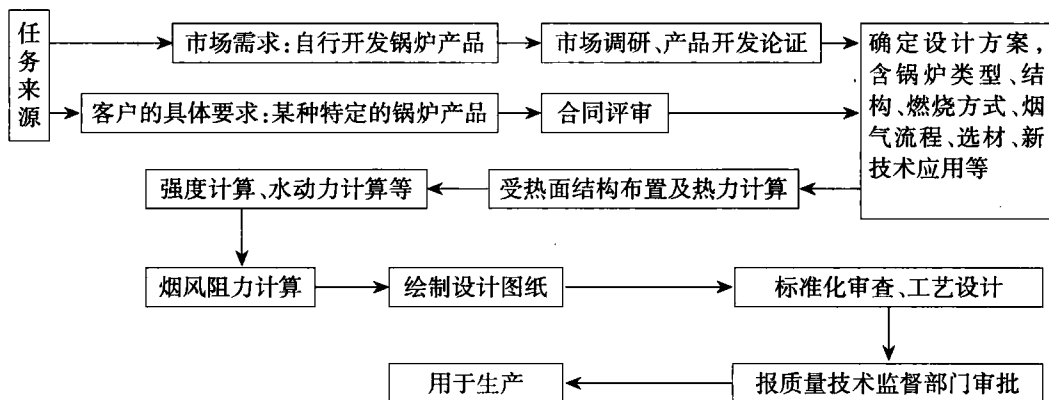 任务来源
市场需求:自行开发锅炉产品
市场调研、产品开发论证
客户的具体要求:某种特定的锅炉产品
合同评审
确定设计方案,
含锅炉类型、结
构、燃烧方式、烟
气流程、选材、新
技术应用等
强度计算、水动力计算等
受热面结构布置及热力计算
烟风阻力计算
绘制设计图纸
标准化审查、工艺设计
用于生产
报质量技术监督部门审批